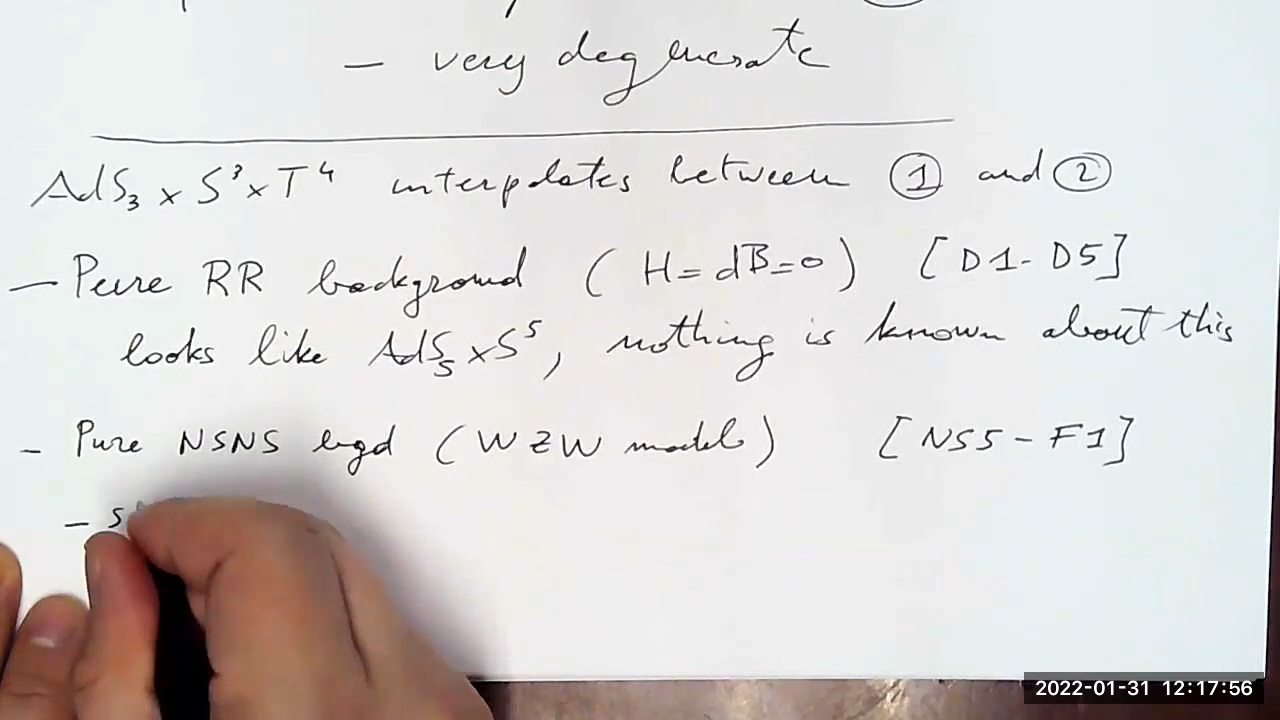 — very degenerate
AdS₃ × S³ × T⁴ interpolates between ① and ②
— Pure RR background ( H = dB = 0 ) [ D1 - D5 ]
looks like AdS₅ × S⁵, nothing is known about this
- Pure NSNS bgd ( WZW models ) [ NS5 - F1 ]
- s
2022-01-31 12:17:56